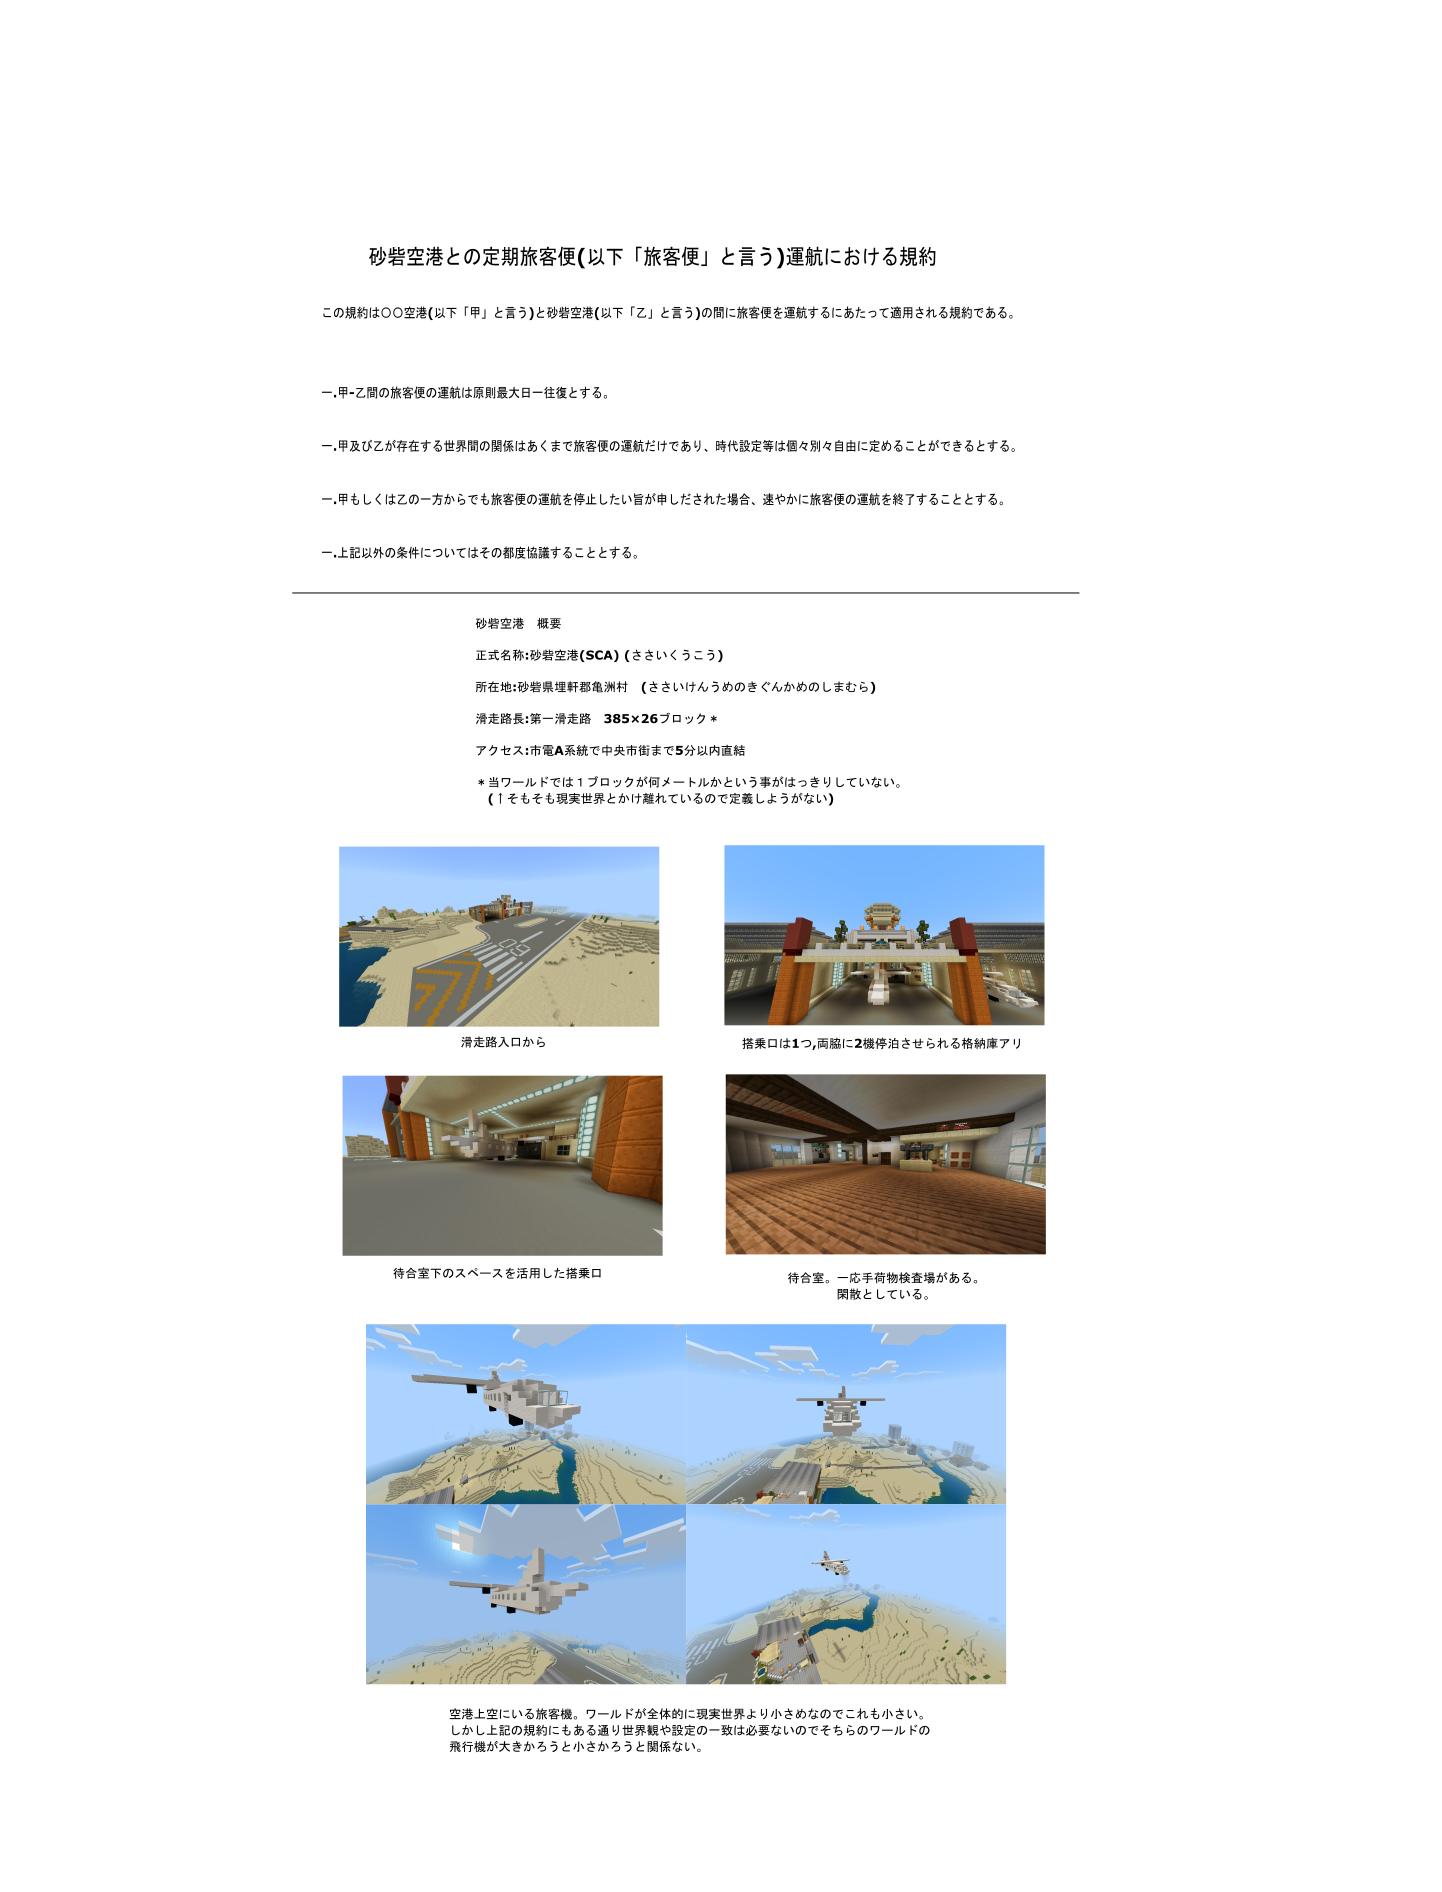 砂砦空港との定期旅客便(以下「旅客便」と言う)運航における規約
この規約は〇〇空港(以下「甲」と言う)と砂砦空港(以下「乙」と言う)の間に旅客便を運航するにあたって適用される規約である。
一.甲-乙間の旅客便の運航は原則最大日一往復とする。
一.甲及び乙が存在する世界間の関係はあくまで旅客便の運航だけであり、時代設定等は個々別々自由に定めることができるとする。
一.甲もしくは乙の一方からでも旅客便の運航を停止したい旨が申しだされた場合、速やかに旅客便の運航を終了することとする。
一.上記以外の条件についてはその都度協議することとする。
砂砦空港　概要
正式名称:砂砦空港(SCA) (ささいくうこう)
所在地:砂砦県埋軒郡亀洲村　(ささいけんうめのきぐんかめのしまむら)
滑走路長:第一滑走路　385×26ブロック＊
アクセス:市電A系統で中央市街まで5分以内直結
＊当ワールドでは１ブロックが何メートルかという事がはっきりしていない。
(↑そもそも現実世界とかけ離れているので定義しようがない)
滑走路入口から
搭乗口は1つ,両脇に2機停泊させられる格納庫アリ
待合室下のスペースを活用した搭乗口
待合室。一応手荷物検査場がある。
閑散としている。
空港上空にいる旅客機。ワールドが全体的に現実世界より小さめなのでこれも小さい。
しかし上記の規約にもある通り世界観や設定の一致は必要ないのでそちらのワールドの
飛行機が大きかろうと小さかろうと関係ない。